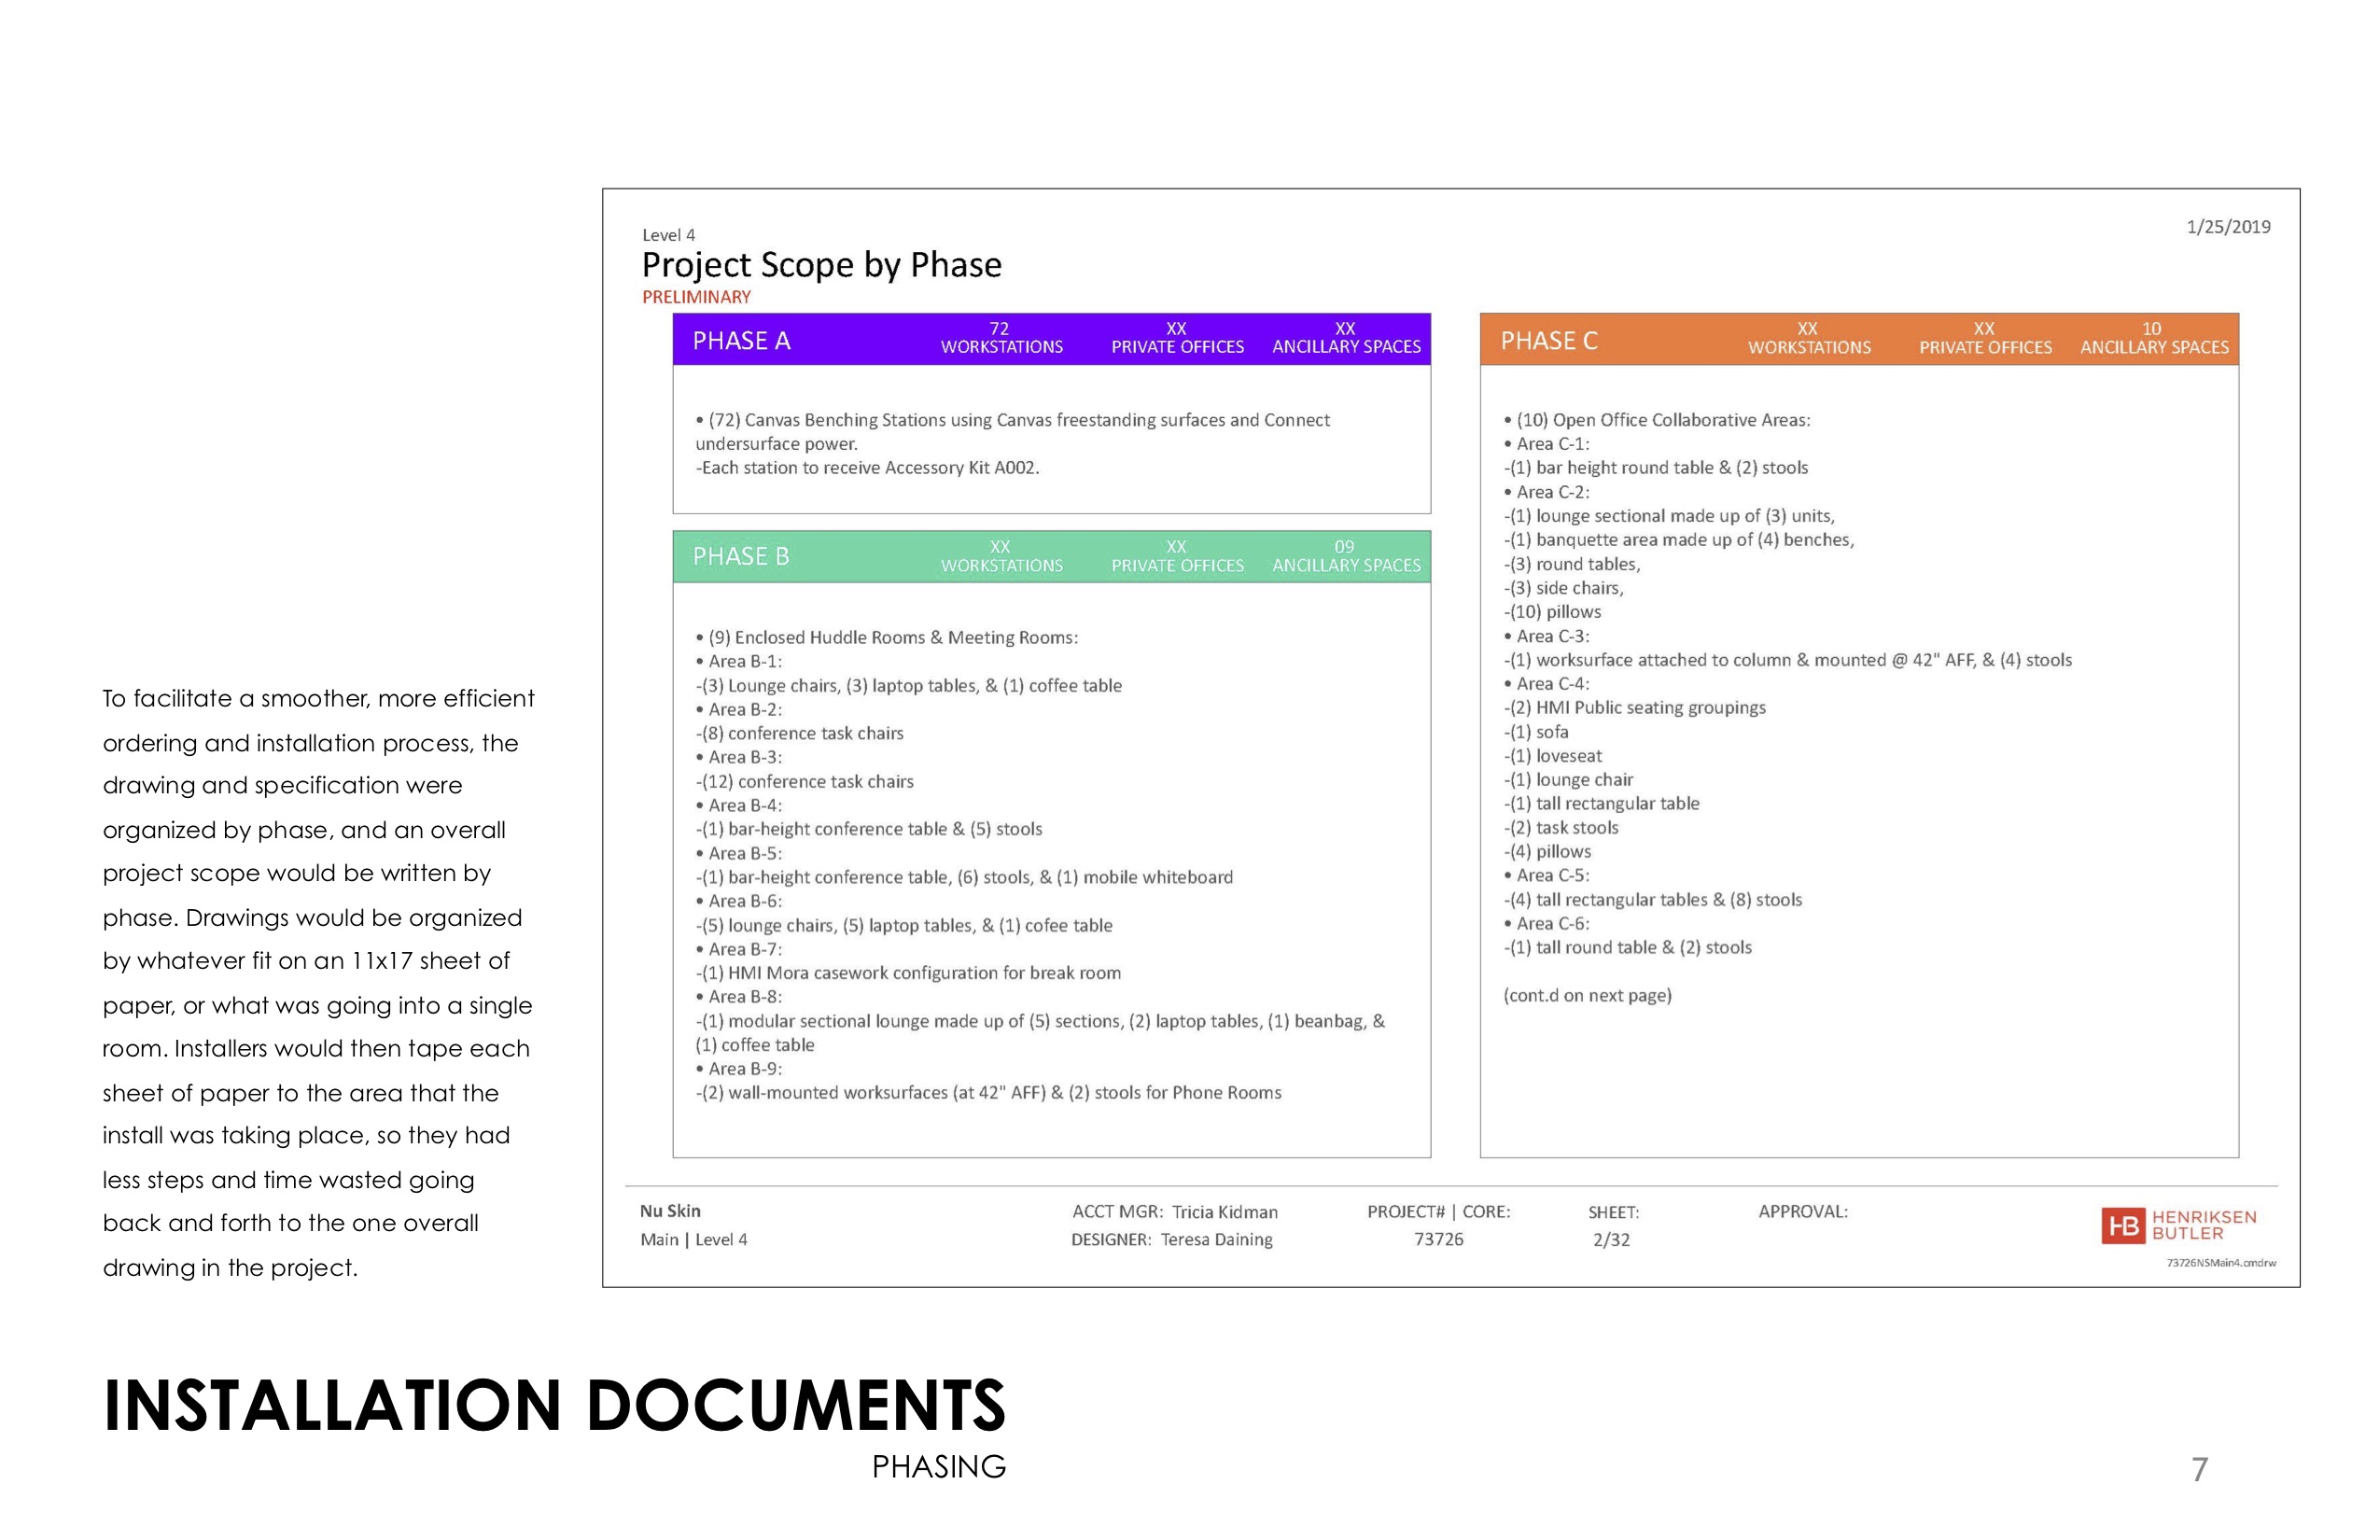 Level 4
Project Scope by Phase
PRELIMINARY
1/25/2019
PHASE A
72
WORKSTATIONS
XX
PRIVATE OFFICES
XX
ANCILLARY SPACES
• (72) Canvas Benching Stations using Canvas freestanding surfaces and Connect
undersurface power.
-Each station to receive Accessory Kit A002.
PHASE B
XX
WORKSTATIONS
XX
PRIVATE OFFICES
09
ANCILLARY SPACES
• (9) Enclosed Huddle Rooms & Meeting Rooms:
• Area B-1:
-(3) Lounge chairs, (3) laptop tables, & (1) coffee table
• Area B-2:
-(8) conference task chairs
• Area B-3:
-(12) conference task chairs
• Area B-4:
-(1) bar-height conference table & (5) stools
• Area B-5:
-(1) bar-height conference table, (6) stools, & (1) mobile whiteboard
• Area B-6:
-(5) lounge chairs, (5) laptop tables, & (1) cofee table
• Area B-7:
-(1) HMI Mora casework configuration for break room
• Area B-8:
-(1) modular sectional lounge made up of (5) sections, (2) laptop tables, (1) beanbag, &
(1) coffee table
• Area B-9:
-(2) wall-mounted worksurfaces (at 42" AFF) & (2) stools for Phone Rooms
PHASE C
XX
WORKSTATIONS
XX
PRIVATE OFFICES
10
ANCILLARY SPACES
• (10) Open Office Collaborative Areas:
• Area C-1:
-(1) bar height round table & (2) stools
• Area C-2:
-(1) lounge sectional made up of (3) units,
-(1) banquette area made up of (4) benches,
-(3) round tables,
-(3) side chairs,
-(10) pillows
• Area C-3:
-(1) worksurface attached to column & mounted @ 42" AFF, & (4) stools
• Area C-4:
-(2) HMI Public seating groupings
-(1) sofa
-(1) loveseat
-(1) lounge chair
-(1) tall rectangular table
-(2) task stools
-(4) pillows
• Area C-5:
-(4) tall rectangular tables & (8) stools
• Area C-6:
-(1) tall round table & (2) stools
(cont.d on next page)
Nu Skin
Main | Level 4
ACCT MGR: Tricia Kidman
DESIGNER: Teresa Daining
PROJECT# | CORE:
73726
SHEET:
2/32
APPROVAL:
HB
HENRIKSEN
BUTLER
73726NSMain4.cmdrw
To facilitate a smoother, more efficient
ordering and installation process, the
drawing and specification were
organized by phase, and an overall
project scope would be written by
phase. Drawings would be organized
by whatever fit on an 11x17 sheet of
paper, or what was going into a single
room. Installers would then tape each
sheet of paper to the area that the
install was taking place, so they had
less steps and time wasted going
back and forth to the one overall
drawing in the project.
INSTALLATION DOCUMENTS
PHASING
7